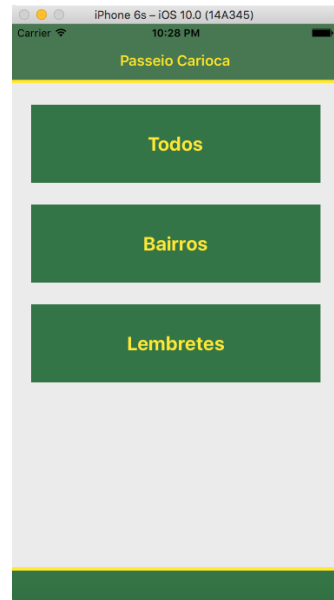 iPhone 6s – iOS 10.0 (14A345)
Carrier 10:28 PM
Passeio Carioca
Todos
Bairros
Lembretes